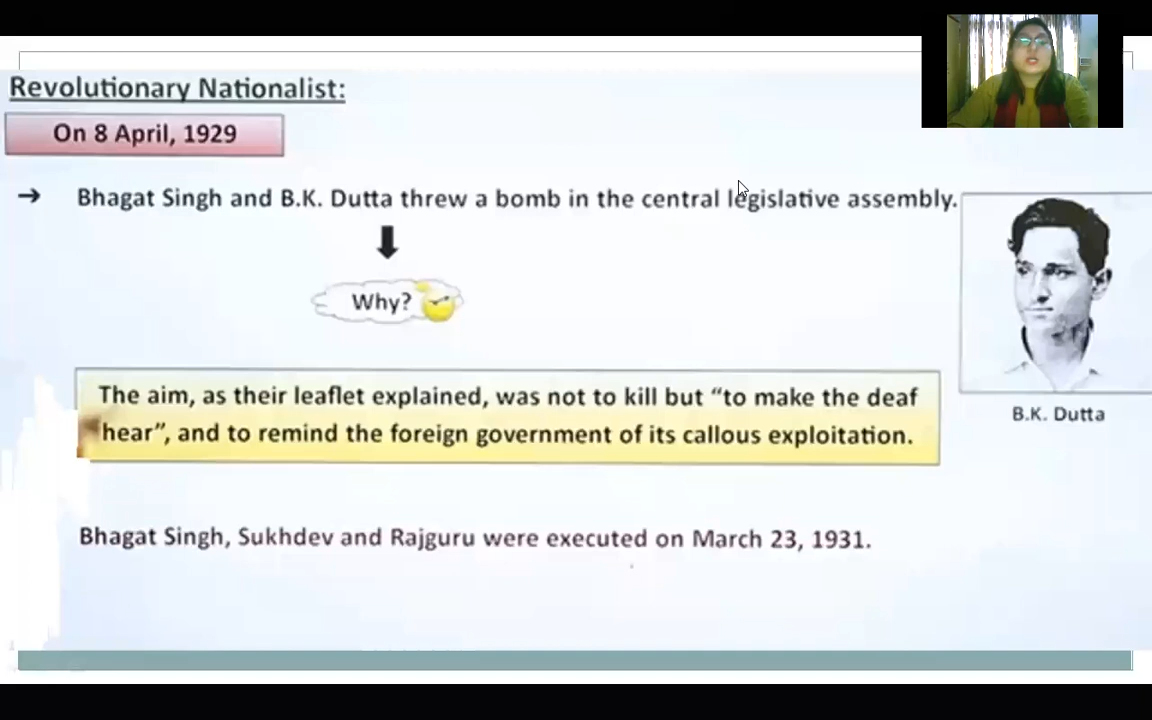 Revolutionary Nationalist:
On 8 April, 1929
→ Bhagat Singh and B.K. Dutta threw a bomb in the central legislative assembly.
Why?
The aim, as their leaflet explained, was not to kill but “to make the deaf
hear”, and to remind the foreign government of its callous exploitation.
B.K. Dutta
Bhagat Singh, Sukhdev and Rajguru were executed on March 23, 1931.